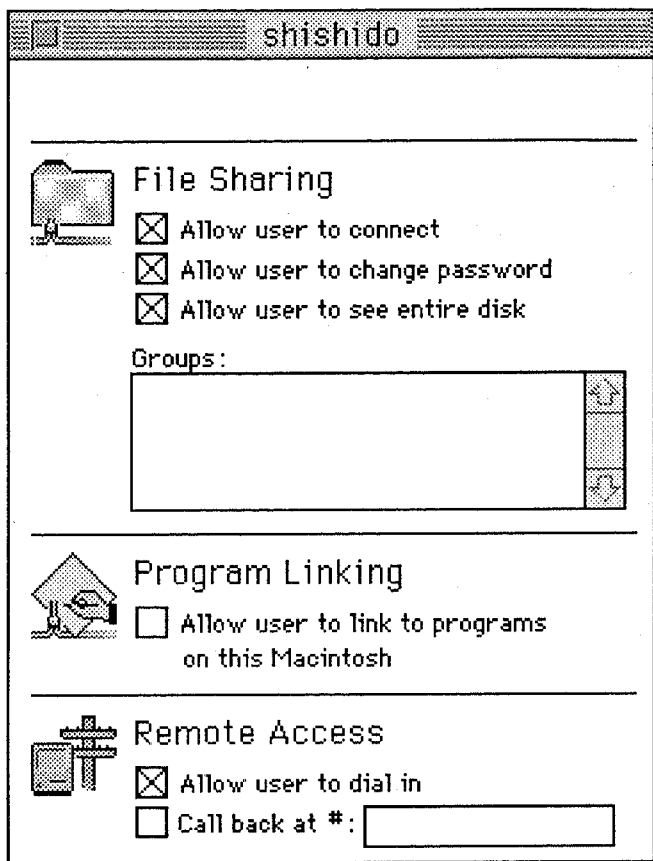 shishido
File Sharing
Allow user to connect
Allow user to change password
Allow user to see entire disk
Groups:
Program Linking
Allow user to link to programs
on this Macintosh
Remote Access
Allow user to dial in
Call back at #: